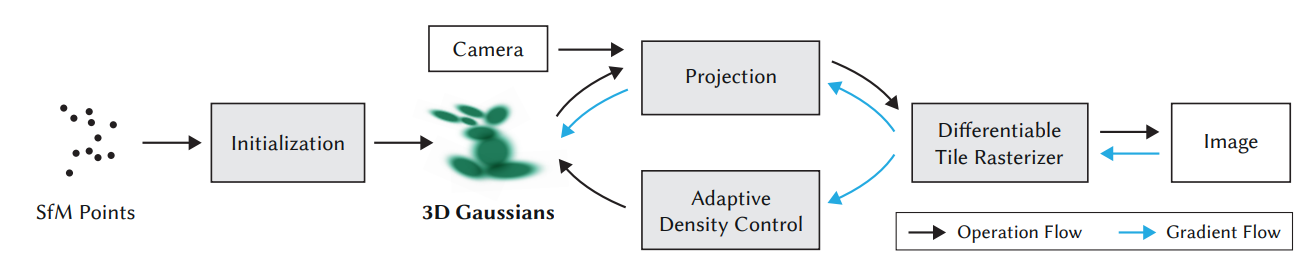 Camera
Projection
Initialization
Differentiable
Tile Rasterizer
Image
SfM Points
3D Gaussians
Adaptive
Density Control
Operation Flow
Gradient Flow